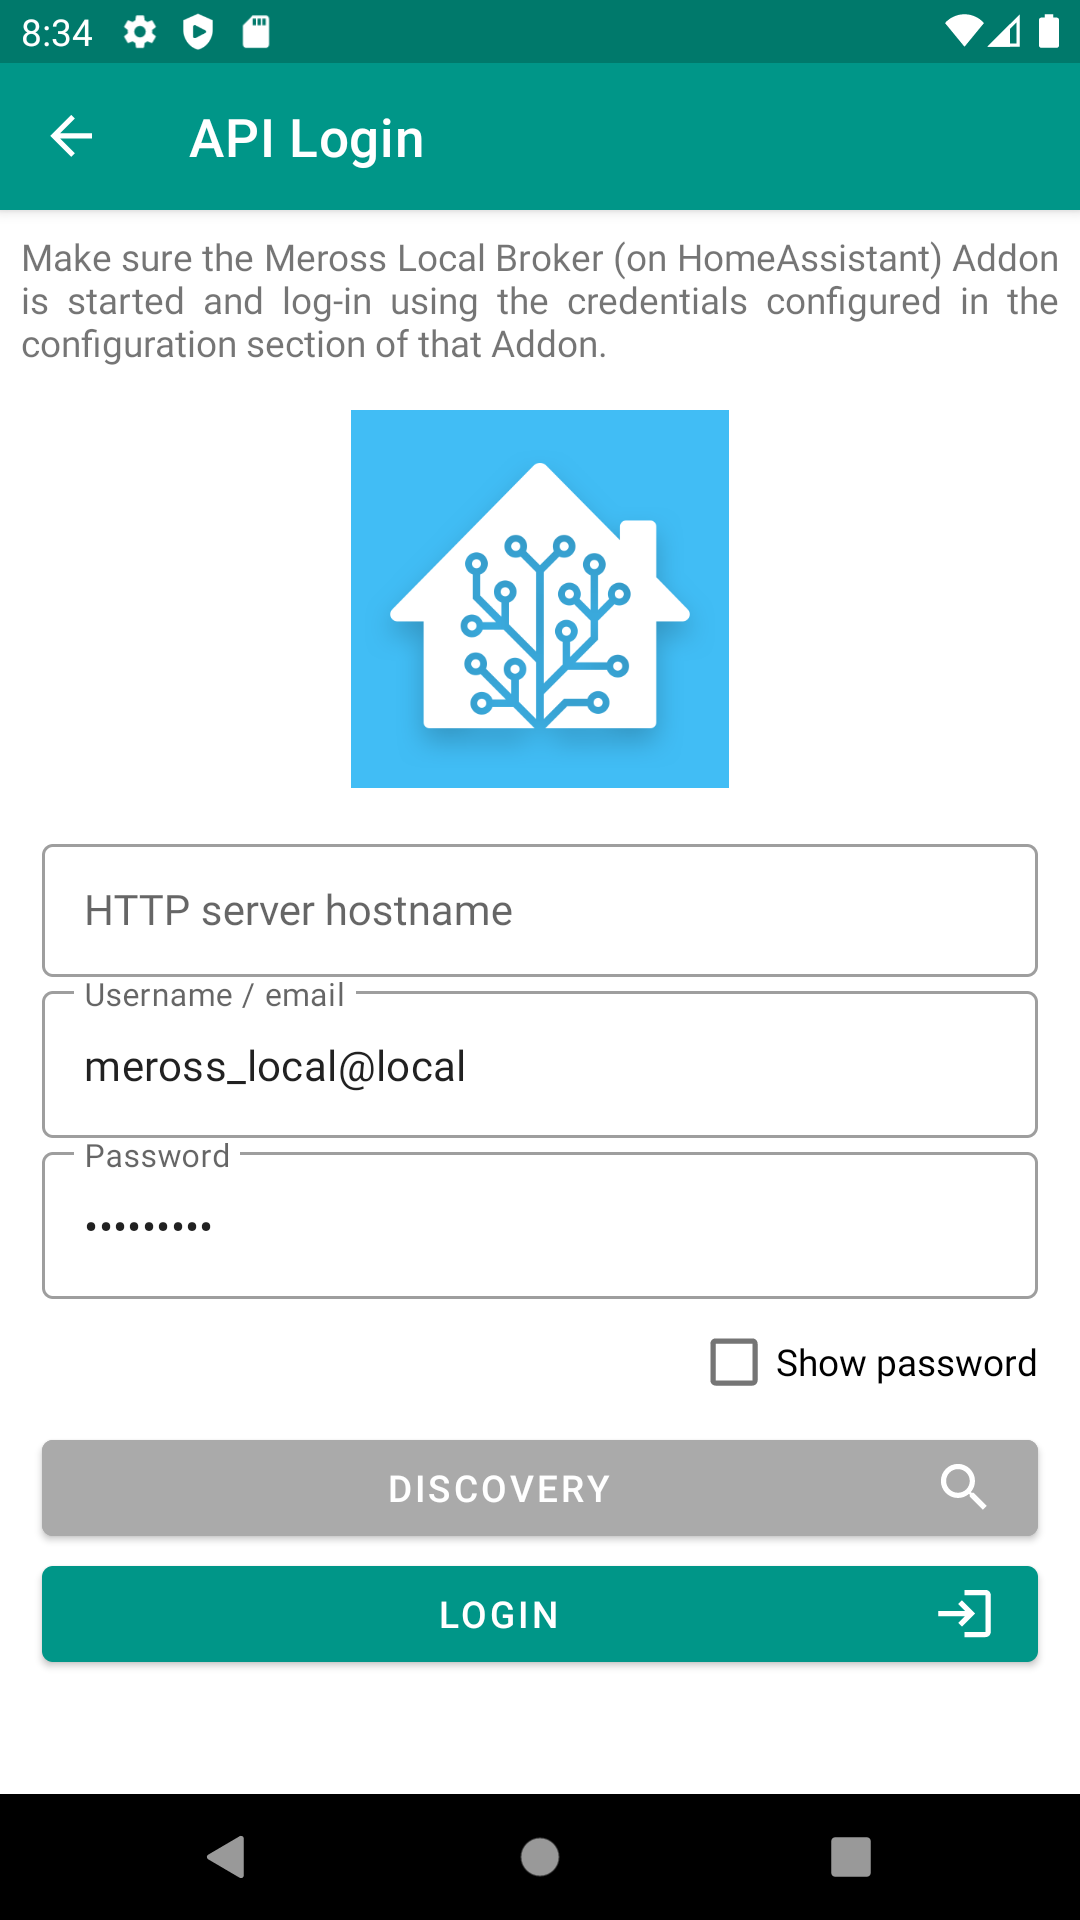 8:34
API Login
Make sure the Meross Local Broker (on HomeAssistant) Addon
is started and log-in using the credentials configured in the
configuration section of that Addon.
HTTP server hostname
Username / email
meross_local@local
Password
•••••••••
Show password
DISCOVERY
LOGIN